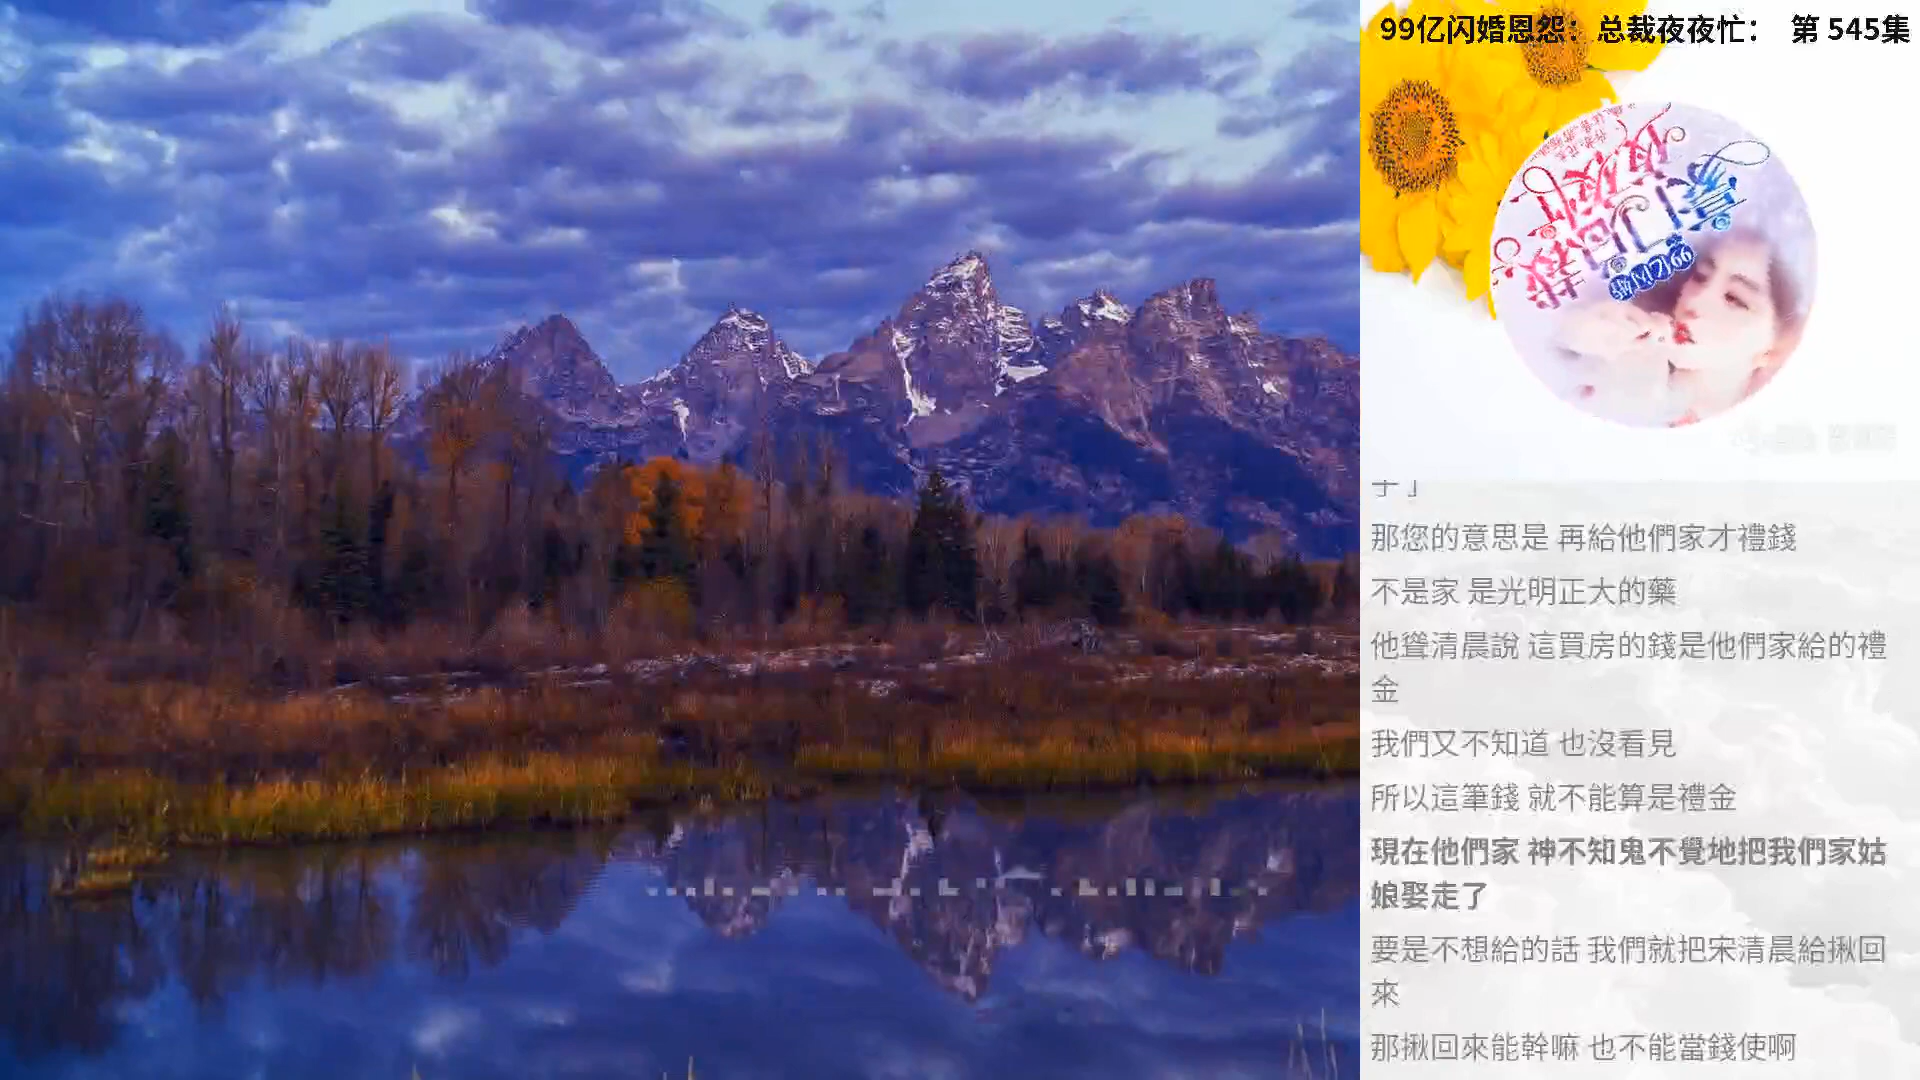 99亿闪婚恩怨：总裁夜夜忙： 第 545集
豪门总裁
夜夜忙
那您的意思是 再給他們家才禮錢
不是家 是光明正大的藥
他聳清晨說 這買房的錢是他們家給的禮
金
我們又不知道 也沒看見
所以這筆錢 就不能算是禮金
現在他們家 神不知鬼不覺地把我們家姑
娘娶走了
要是不想給的話 我們就把宋清晨給揪回
來
那揪回來能幹嘛 也不能當錢使啊